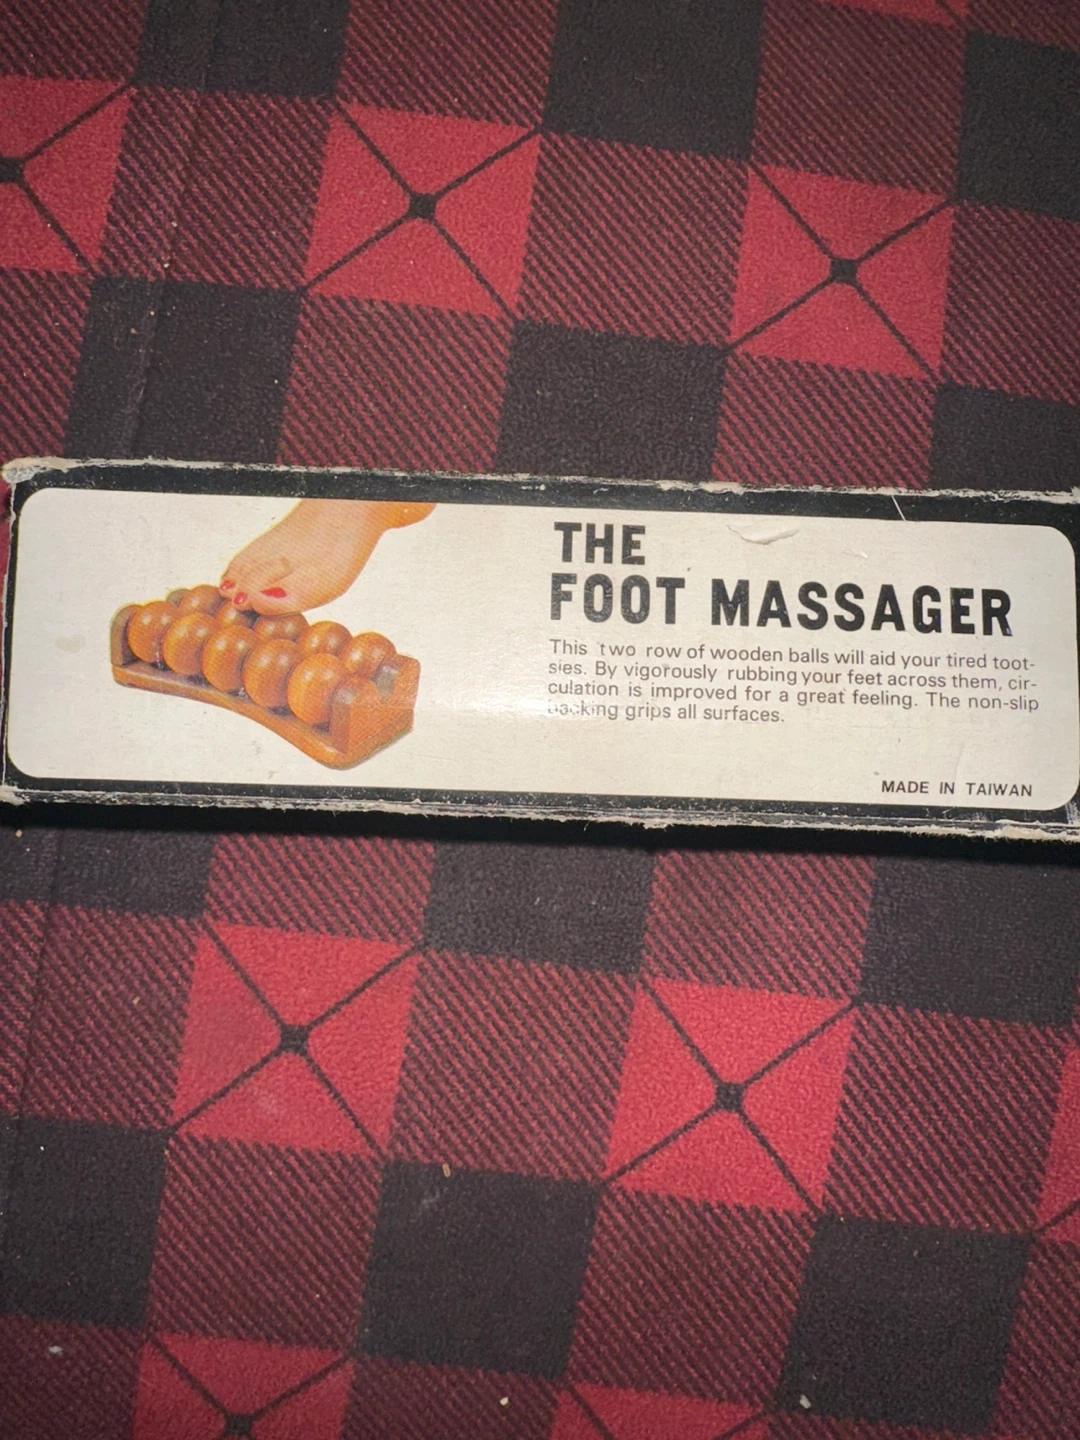 THE
FOOT MASSAGER
This two row of wooden balls will aid your tired toot-
sies. By vigorously rubbing your feet across them, cir-
culation is improved for a great feeling. The non-slip
backing grips all surfaces.
MADE IN TAIWAN